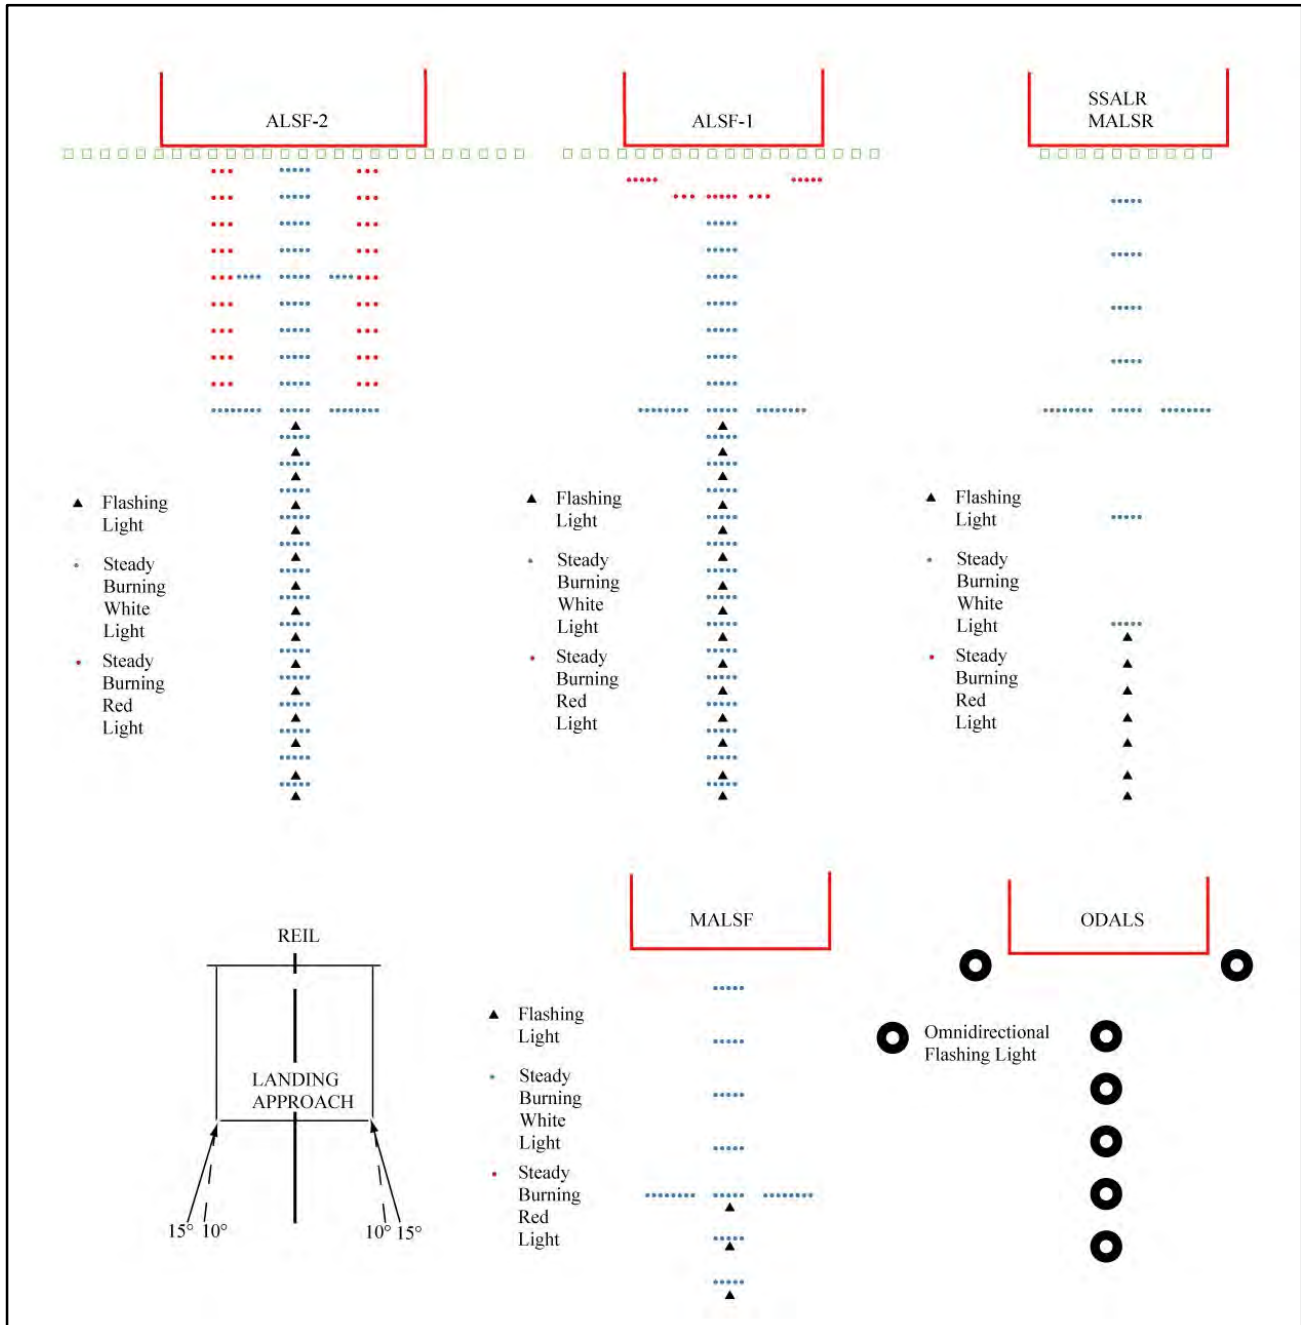 ALSF-2
ALSF-1
SSALR
MALSR
Flashing
Light
Steady
Burning
White
Light
Steady
Burning
Red
Light
Flashing
Light
Steady
Burning
White
Light
Steady
Burning
Red
Light
Flashing
Light
Steady
Burning
White
Light
Steady
Burning
Red
Light
REIL
LANDING
APPROACH
15° 10°
10° 15°
MALSF
Flashing
Light
Steady
Burning
White
Light
Steady
Burning
Red
Light
ODALS
Omnidirectional
Flashing Light